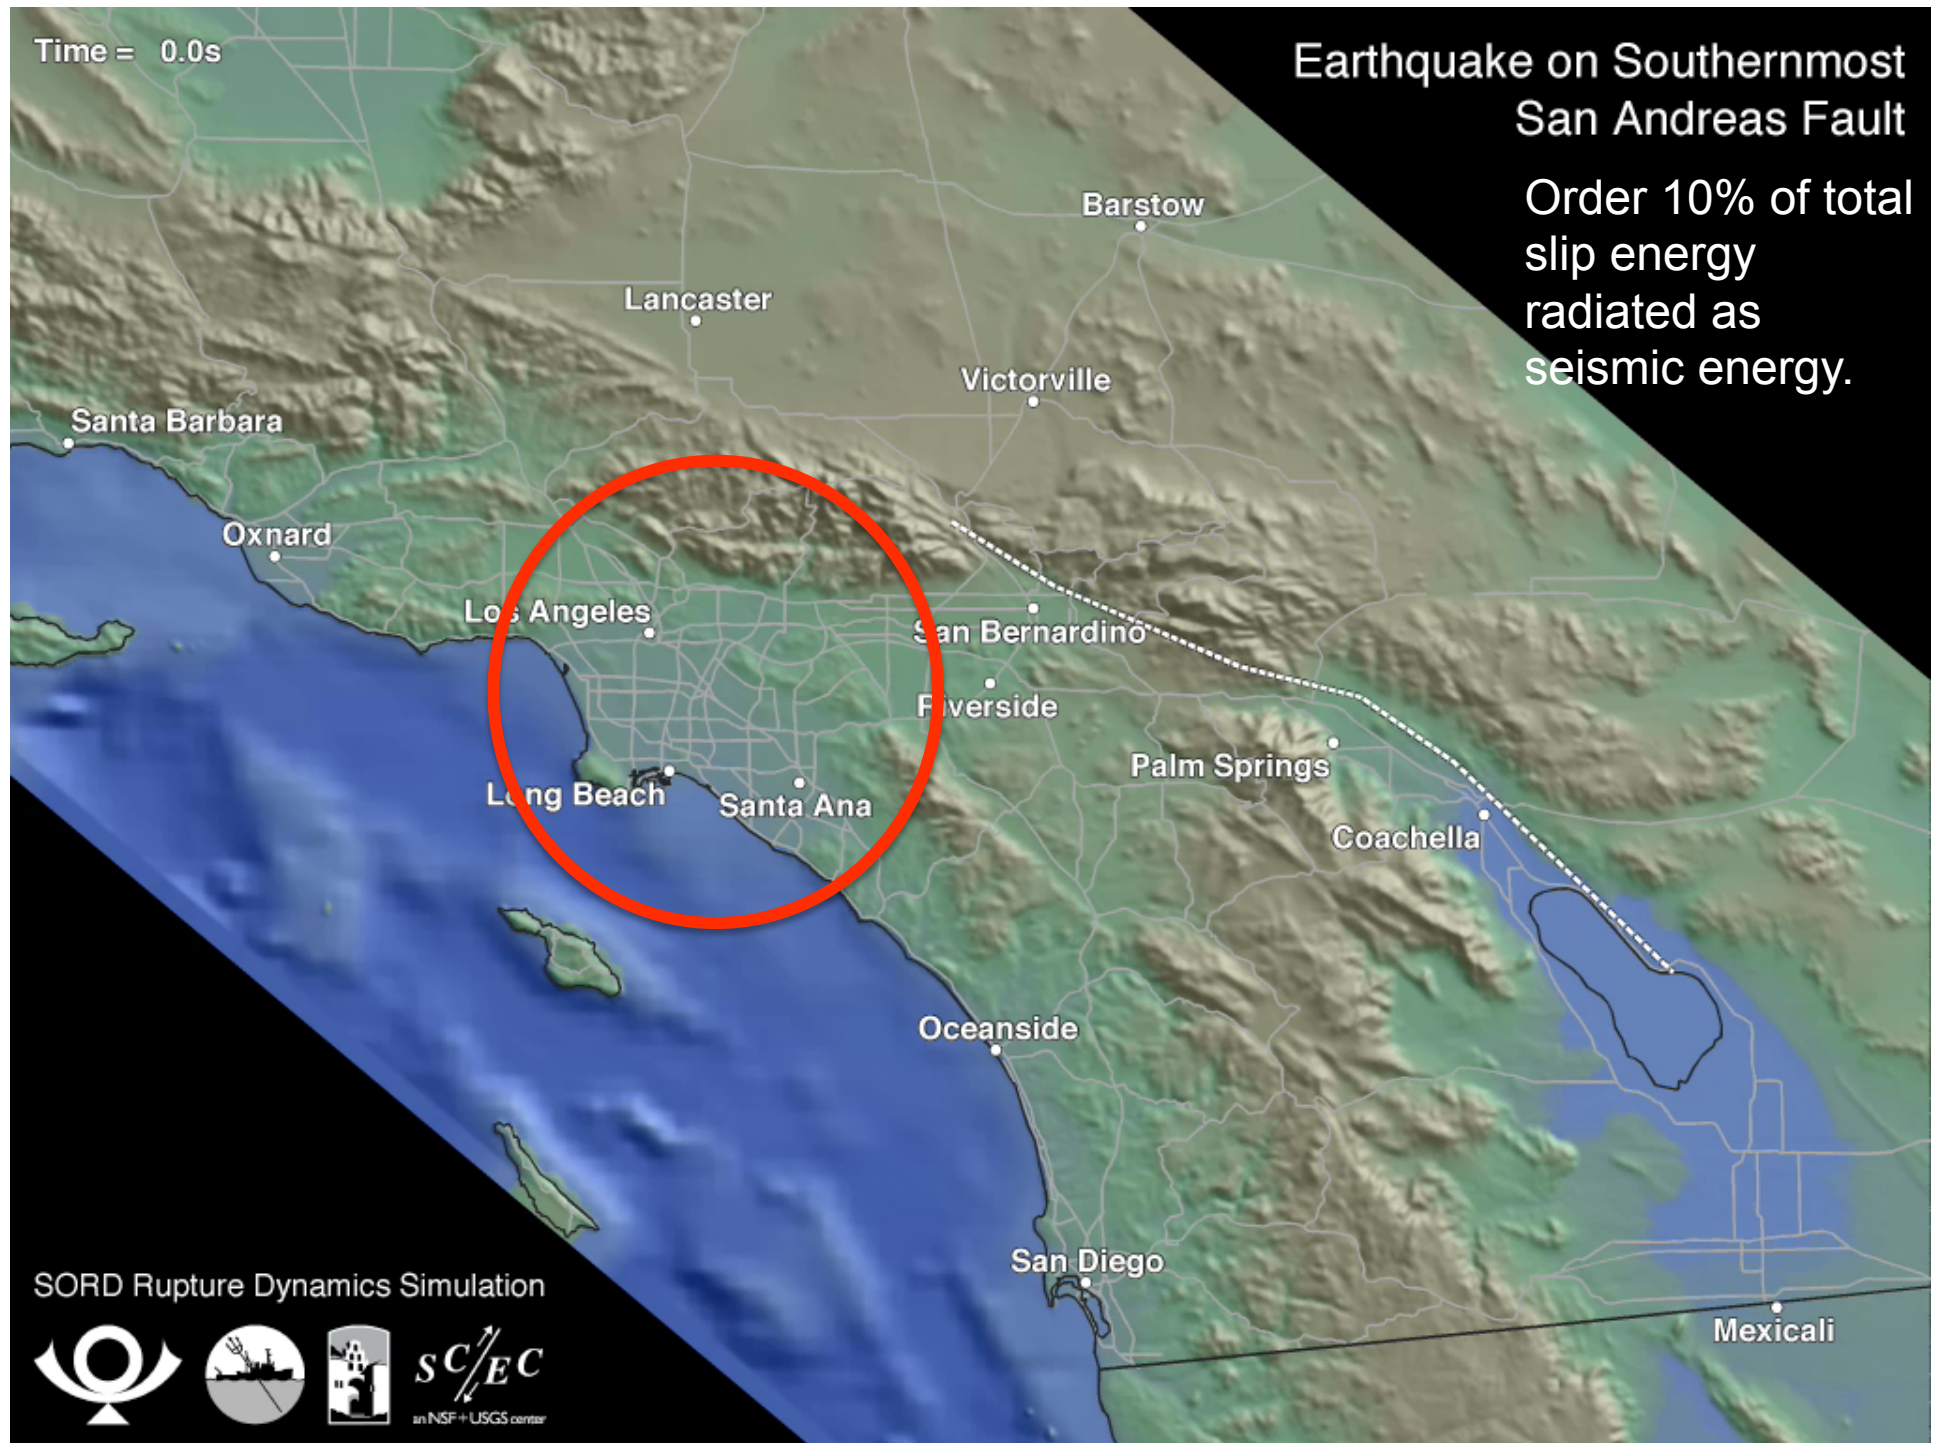 Time = 0.0s
Earthquake on Southernmost
San Andreas Fault
Order 10% of total
slip energy
radiated as
seismic energy.
Barstow
Lancaster
Victorville
Santa Barbara
Oxnard
Los Angeles
San Bernardino
Riverside
Palm Springs
Long Beach
Santa Ana
Coachella
Oceanside
San Diego
Mexicali
SORD Rupture Dynamics Simulation
SC/EC
an NSF+USGS center